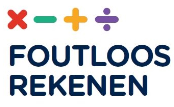 × − + ÷
FOUTLOOS
REKENEN